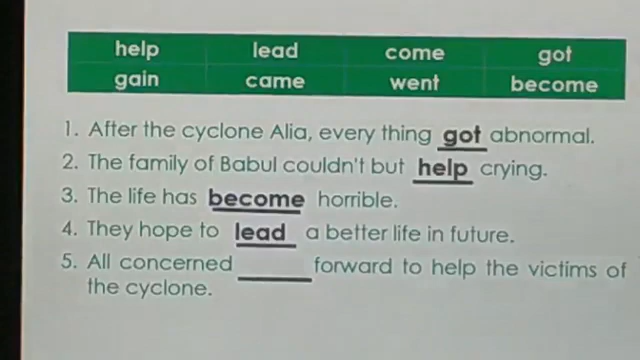 help lead come got
gain came went become
1. After the cyclone Alia, every thing got abnormal.
2. The family of Babul couldn't but help crying.
3. The life has become horrible.
4. They hope to lead a better life in future.
5. All concerned ______ forward to help the victims of
the cyclone.